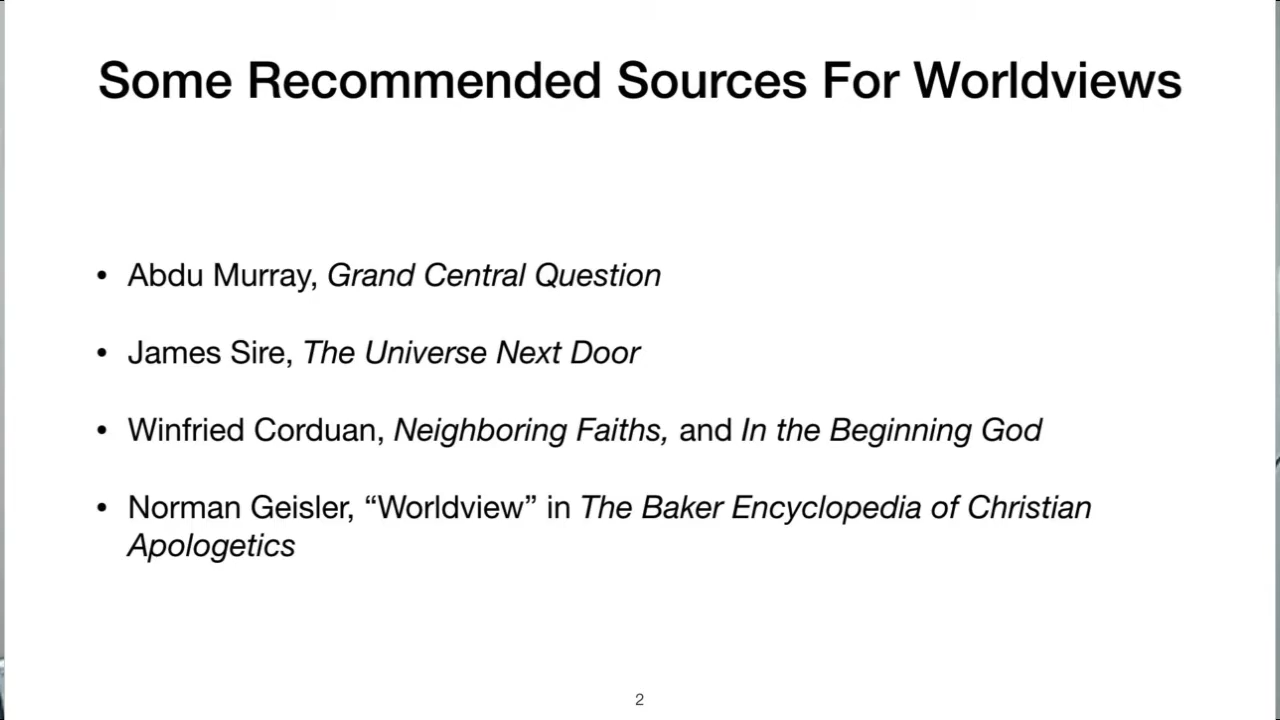 Some Recommended Sources For Worldviews
• Abdu Murray, Grand Central Question
• James Sire, The Universe Next Door
• Winfried Corduan, Neighboring Faiths, and In the Beginning God
• Norman Geisler, “Worldview” in The Baker Encyclopedia of Christian
Apologetics
2